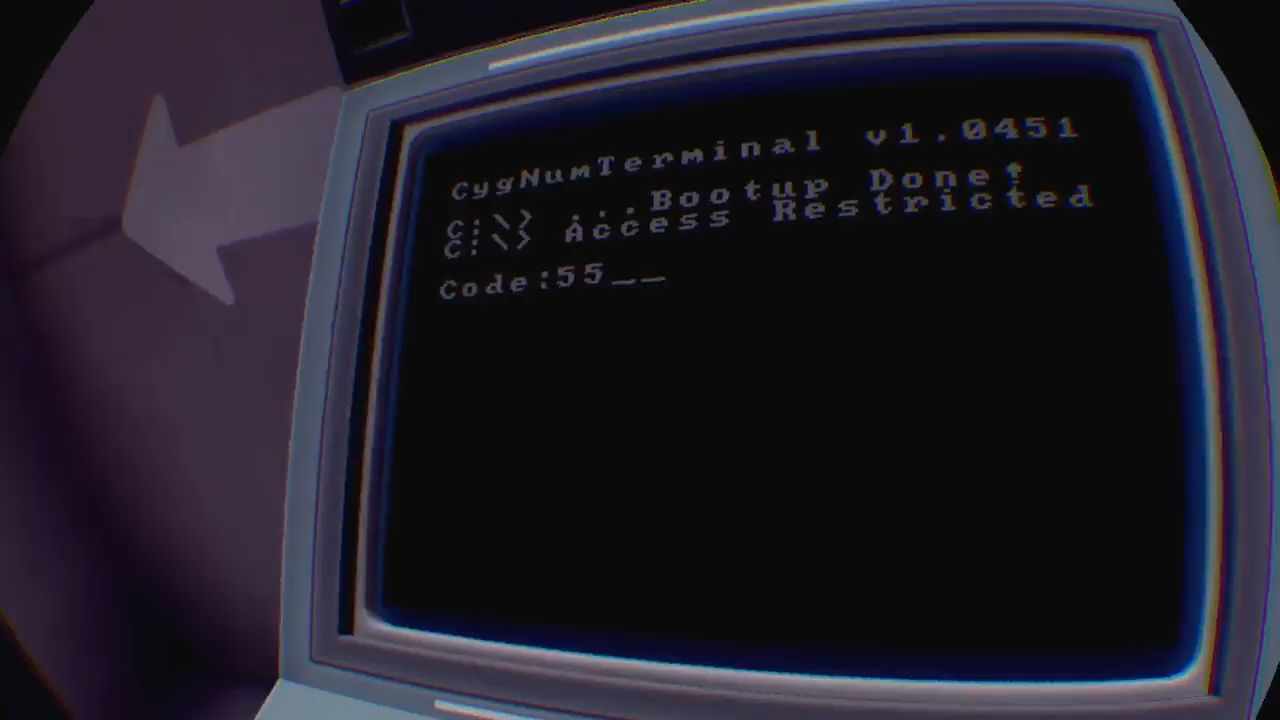 CygNumTerminal v1.0451
C:\> ...Bootup Done!
C:\> Access Restricted
Code:55__